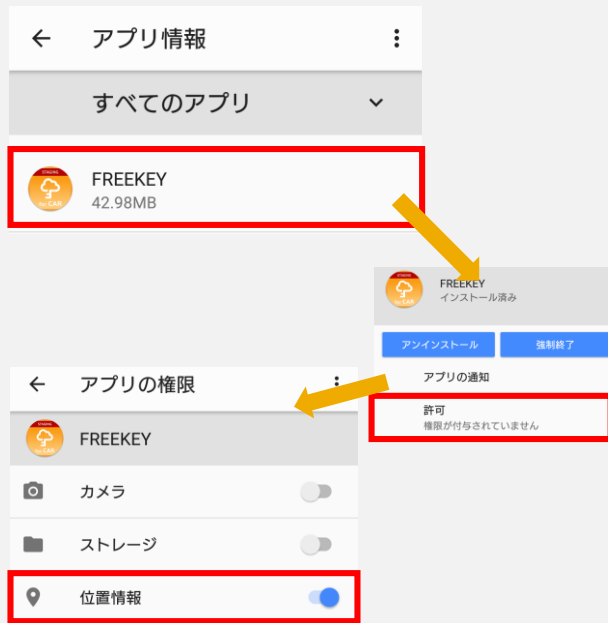 アプリ情報
すべてのアプリ
STAGING
for CAR
FREEKEY
42.98MB
FREEKEY
インストール済み
アンインストール
強制終了
アプリの通知
許可
権限が付与されていません
アプリの権限
FREEKEY
カメラ
ストレージ
位置情報